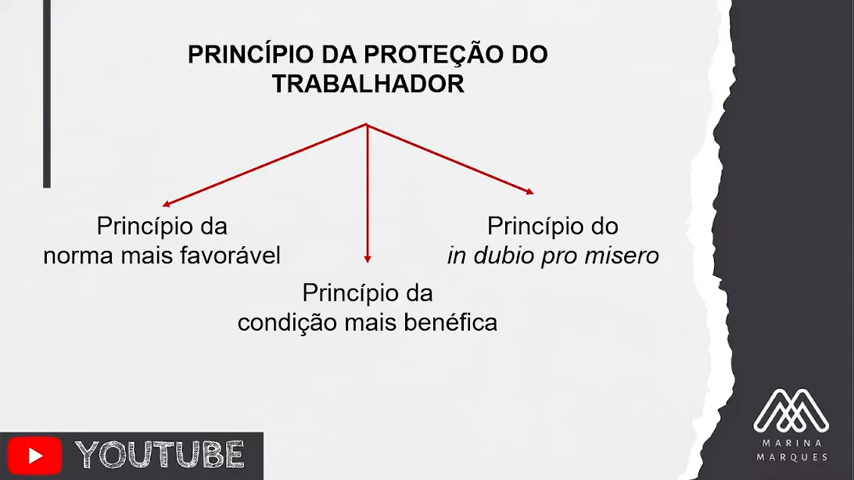 PRINCÍPIO DA PROTEÇÃO DO
TRABALHADOR
Princípio da
norma mais favorável
Princípio da
condição mais benéfica
Princípio do
in dubio pro misero
YOUTUBE
MARINA
MARQUES